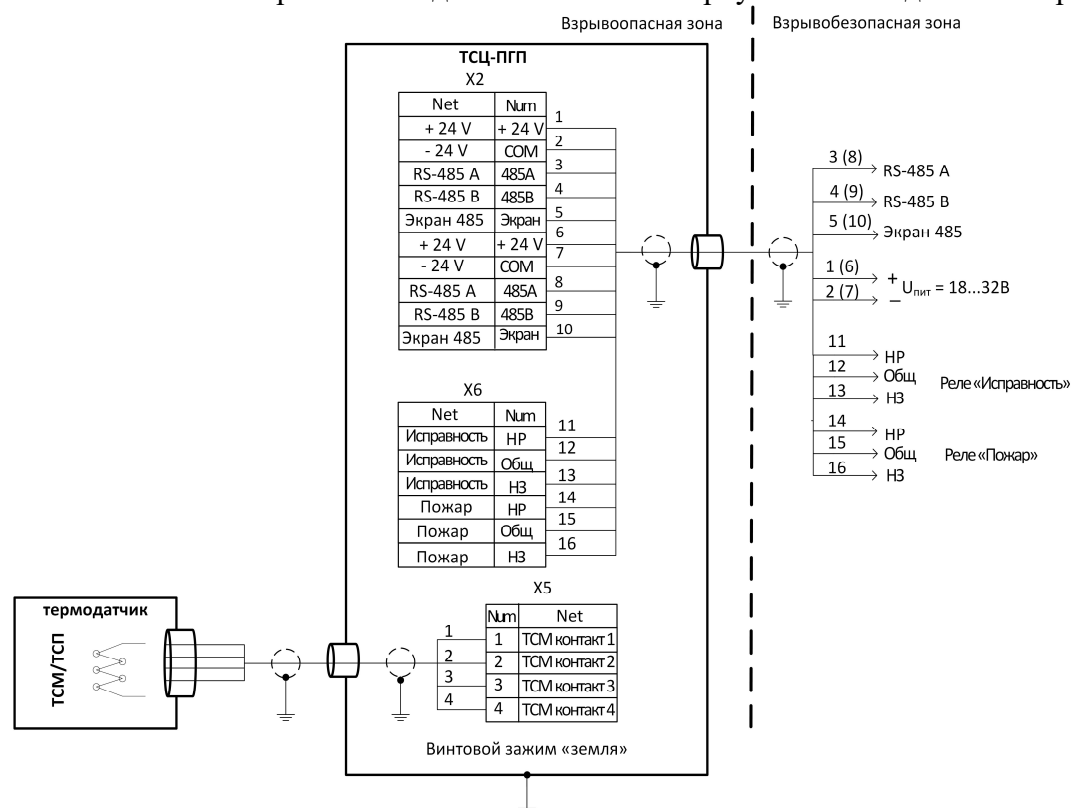 Взрывоопасная зона
Взрывобезопасная зона
ТСЦ-ПГП
X2
Net Num
+ 24 V + 24 V 1
- 24 V COM 2
RS-485 A 485A 3
RS-485 B 485B 4
Экран 485 Экран 5
+ 24 V + 24 V 6
- 24 V COM 7
RS-485 A 485A 8
RS-485 B 485B 9
Экран 485 Экран 10
3 (8) RS-485 A
4 (9) RS-485 B
5 (10) Экран 485
1 (6) +
2 (7) –
Uпит = 18...32В
11 НР
12 Общ
13 НЗ
Реле «Исправность»
14 НР
15 Общ
16 НЗ
Реле «Пожар»
X6
Net Num
Исправность НР 11
Исправность Общ 12
Исправность НЗ 13
Пожар НР 14
Пожар Общ 15
Пожар НЗ 16
термодатчик
ТСМ/ТСП
X5
Num Net
1 1 ТСМ контакт 1
2 2 ТСМ контакт 2
3 3 ТСМ контакт 3
4 4 ТСМ контакт 4
Винтовой зажим «земля»